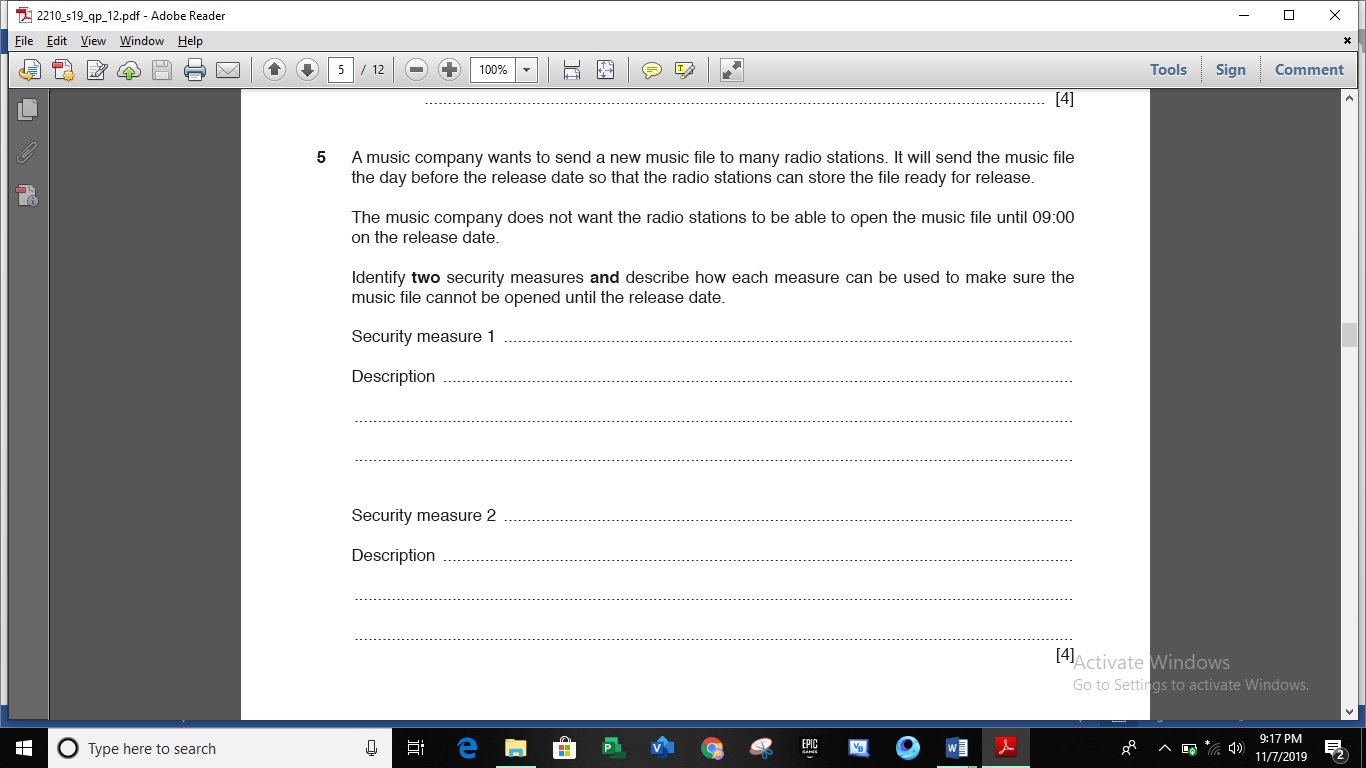 2210_s19_qp_12.pdf - Adobe Reader
File Edit View Window Help
5 / 12 100% Tools Sign Comment
[4]
5 A music company wants to send a new music file to many radio stations. It will send the music file
the day before the release date so that the radio stations can store the file ready for release.
The music company does not want the radio stations to be able to open the music file until 09:00
on the release date.
Identify two security measures and describe how each measure can be used to make sure the
music file cannot be opened until the release date.
Security measure 1
Description
Security measure 2
Description
[4]
Activate Windows
Go to Settings to activate Windows.
Type here to search
EPIC GAMES
9:17 PM
11/7/2019
2